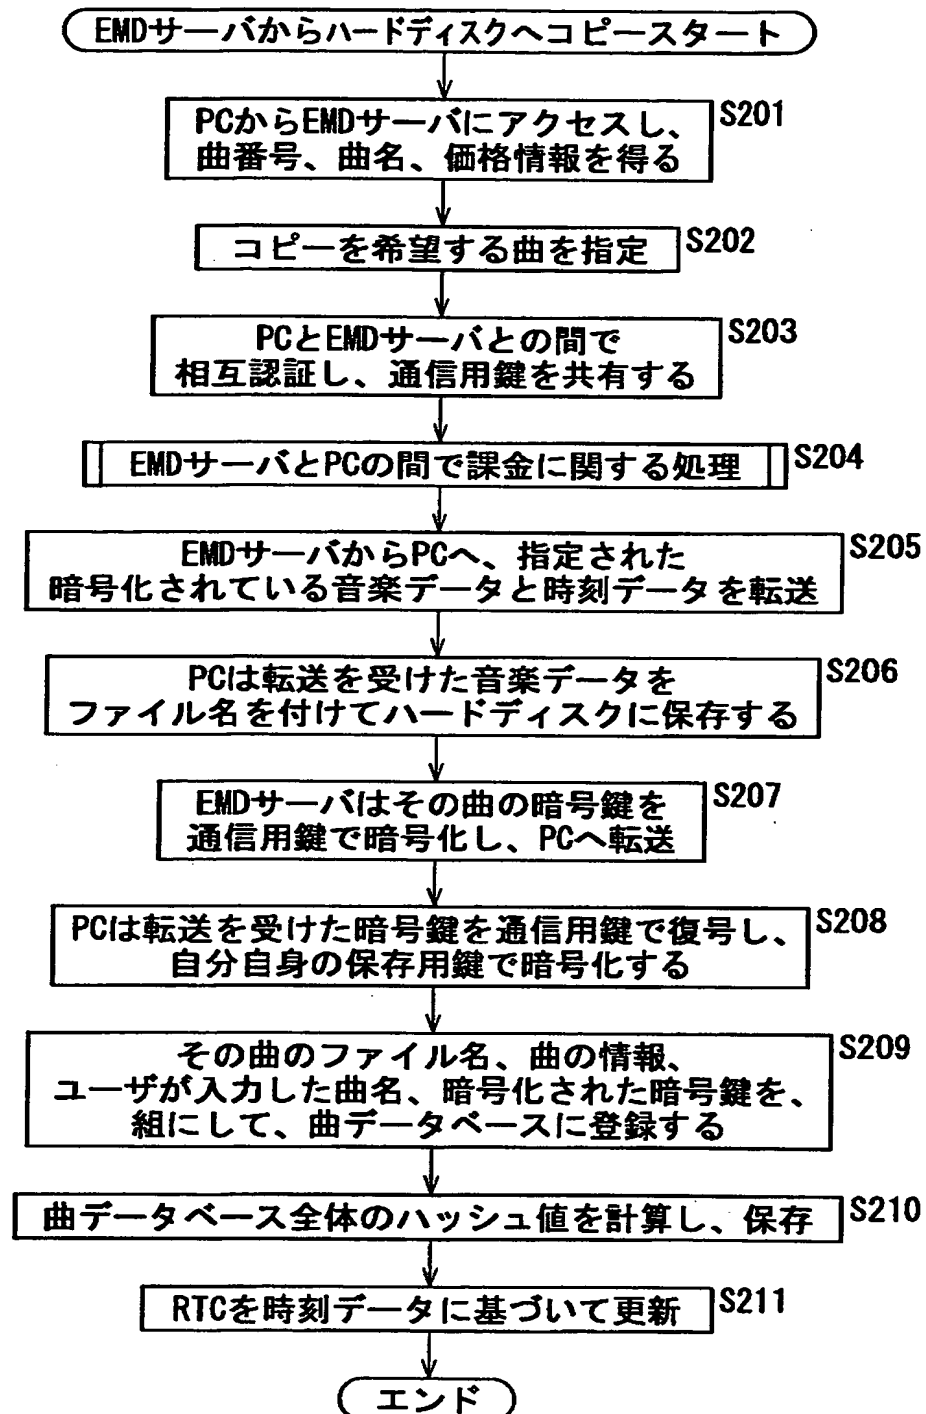 EMDサーバからハードディスクへコピースタート
PCからEMDサーバにアクセスし、
曲番号、曲名、価格情報を得る
S201
コピーを希望する曲を指定
S202
PCとEMDサーバとの間で
相互認証し、通信用鍵を共有する
S203
EMDサーバとPCの間で課金に関する処理
S204
EMDサーバからPCへ、指定された
暗号化されている音楽データと時刻データを転送
S205
PCは転送を受けた音楽データを
ファイル名を付けてハードディスクに保存する
S206
EMDサーバはその曲の暗号鍵を
通信用鍵で暗号化し、PCへ転送
S207
PCは転送を受けた暗号鍵を通信用鍵で復号し、
自分自身の保存用鍵で暗号化する
S208
その曲のファイル名、曲の情報、
ユーザが入力した曲名、暗号化された暗号鍵を、
組にして、曲データベースに登録する
S209
曲データベース全体のハッシュ値を計算し、保存
S210
RTCを時刻データに基づいて更新
S211
エンド